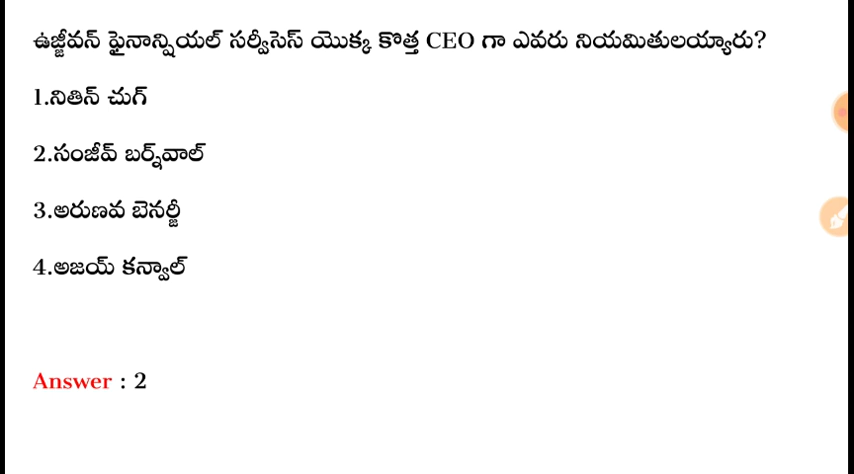 ఉజ్జీవన్ ఫైనాన్షియల్ సర్వీసెస్ యొక్క కొత్త CEO గా ఎవరు నియమితులయ్యారు?
1.నితిన్ చుగ్
2.సంజీవ్ బర్న్‌వాల్
3.అరుణవ బెనర్జీ
4.అజయ్ కన్వాల్
Answer : 2